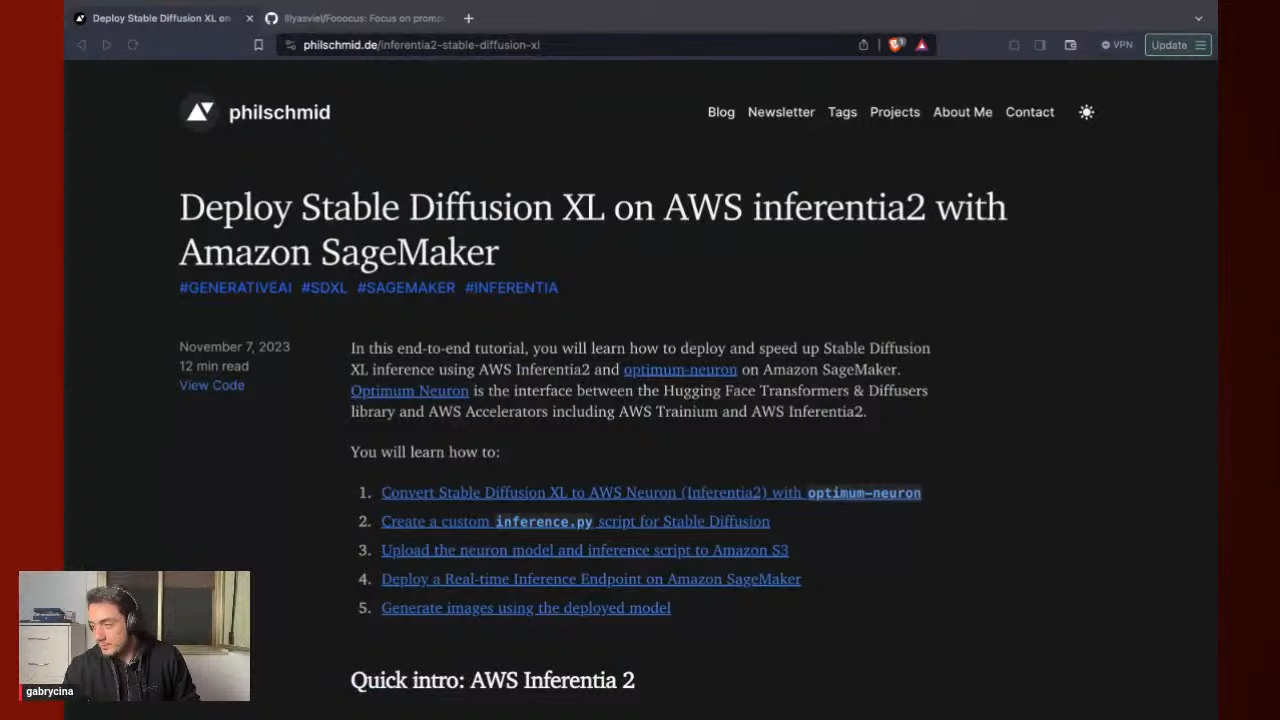 Deploy Stable Diffusion XL on
lllyasviel/Fooocus: Focus on promp
philschmid.de/inferentia2-stable-diffusion-xl
1
VPN
Update
philschmid
Blog Newsletter Tags Projects About Me Contact
Deploy Stable Diffusion XL on AWS inferentia2 with
Amazon SageMaker
#GENERATIVEAI #SDXL #SAGEMAKER #INFERENTIA
November 7, 2023
12 min read
View Code
In this end-to-end tutorial, you will learn how to deploy and speed up Stable Diffusion
XL inference using AWS Inferentia2 and optimum-neuron on Amazon SageMaker.
Optimum Neuron is the interface between the Hugging Face Transformers & Diffusers
library and AWS Accelerators including AWS Trainium and AWS Inferentia2.
You will learn how to:
1. Convert Stable Diffusion XL to AWS Neuron (Inferentia2) with optimum-neuron
2. Create a custom inference.py script for Stable Diffusion
3. Upload the neuron model and inference script to Amazon S3
4. Deploy a Real-time Inference Endpoint on Amazon SageMaker
5. Generate images using the deployed model
Quick intro: AWS Inferentia 2
gabrycina